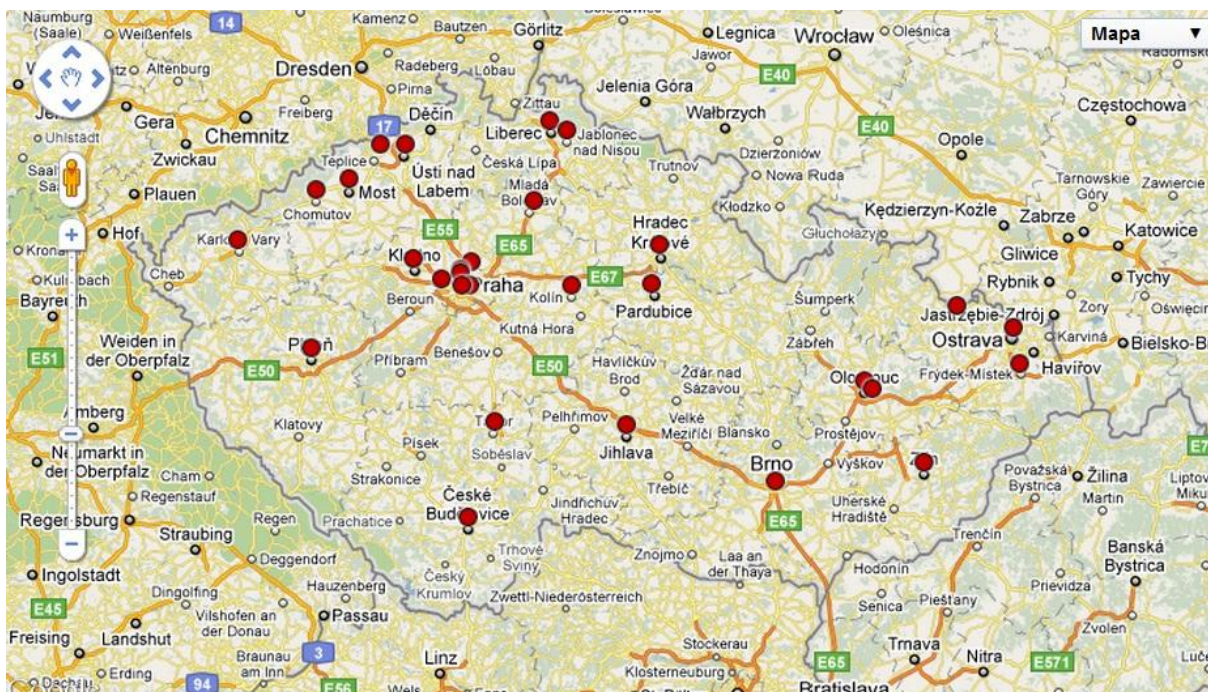 Naumburg
(Saale)
Weißenfels
14
Kamenz
Bautzen
Görlitz
Legnica
Wrocław
Oleśnica
Mapa
Altenburg
Dresden
Radeberg
Löbau
Jawor
E40
Radomsko
Pirna
Zittau
Jelenia Góra
Freiberg
Gera
Chemnitz
17
Děčín
Liberec
Jablonec
nad Nisou
Wałbrzych
E40
Częstochowa
Zwickau
Teplice
Ústí nad
Labem
Česká Lípa
Trutnov
Dzierżoniów
Opole
Nowa Ruda
Plauen
Most
Chomutov
Mladá
Kłodzko
Kędzierzyn-Koźle
Tarnowskie
Góry
Zawiercie
Zabrze
Hof
E55
E65
Hradec
Głuchołazy
Gliwice
Katowice
Cheb
Praha
E67
Rybnik
Tychy
Bayreuth
Beroun
Kolín
Pardubice
Šumperk
Jastrzębie-Zdrój
Żory
Kutná Hora
Ostrava
Karviná
E51
Weiden in
der Oberpfalz
Benešov
Zábřeh
E50
Příbram
E50
Havlíčkův
Brod
Žďár nad
Sázavou
Frýdek-Místek
Havířov
Amberg
Klatovy
Pelhřimov
Velké
Meziříčí
Blansko
Prostějov
Písek
Soběslav
Jihlava
Neumarkt in
der Oberpfalz
Cham
Strakonice
Brno
Vyškov
Považská
Bystrica
Žilina
Martin
Regenstauf
České
Třebíč
Uherské
Hradiště
Jindřichův
Hradec
Prachatice
Regensburg
Regen
E65
Trenčín
Straubing
Deggendorf
Trhové
Sviny
Znojmo
Laa an
der Thaya
Hodonín
Banská
Bystrica
Ingolstadt
Český
Krumlov
Hauzenberg
Zwettl-Niederösterreich
Dingolfing
Vilshofen an
der Donau
Passau
Senica
Piešťany
Prievidza
E45
Zvolen
Freising
Landshut
3
Stockerau
Trnava
Erding
Braunau
am Inn
Linz
Klosterneuburg
E65
Nitra
E571
94
E56
Wels
Bratislava